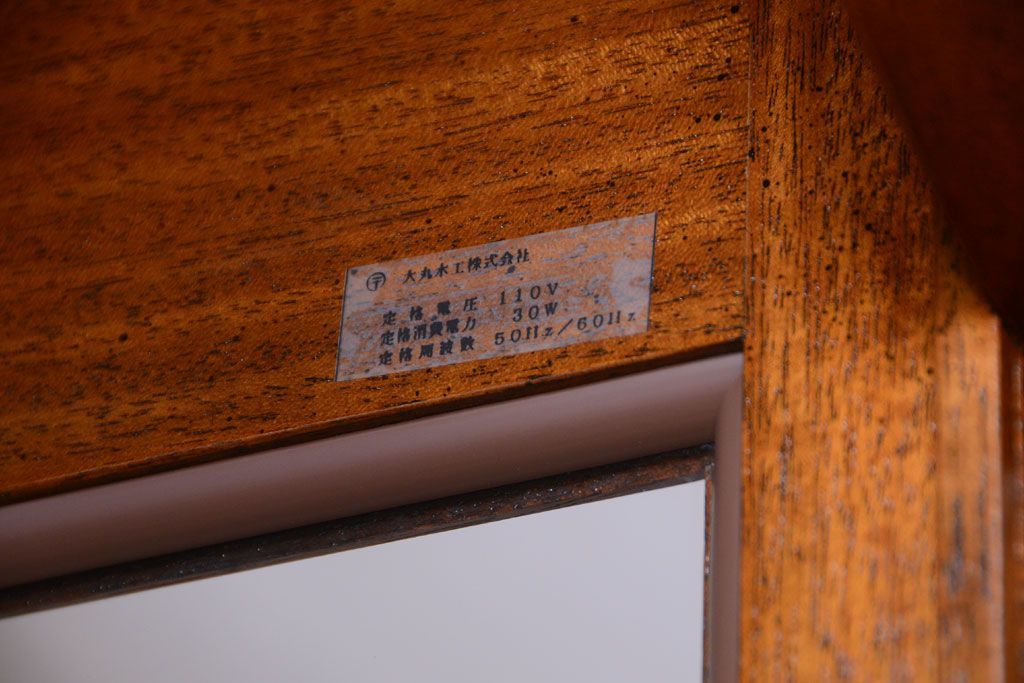 〶 大丸木工株式会社
定格電圧 110V
定格消費電力 30W
定格周波数 50Hz/60Hz